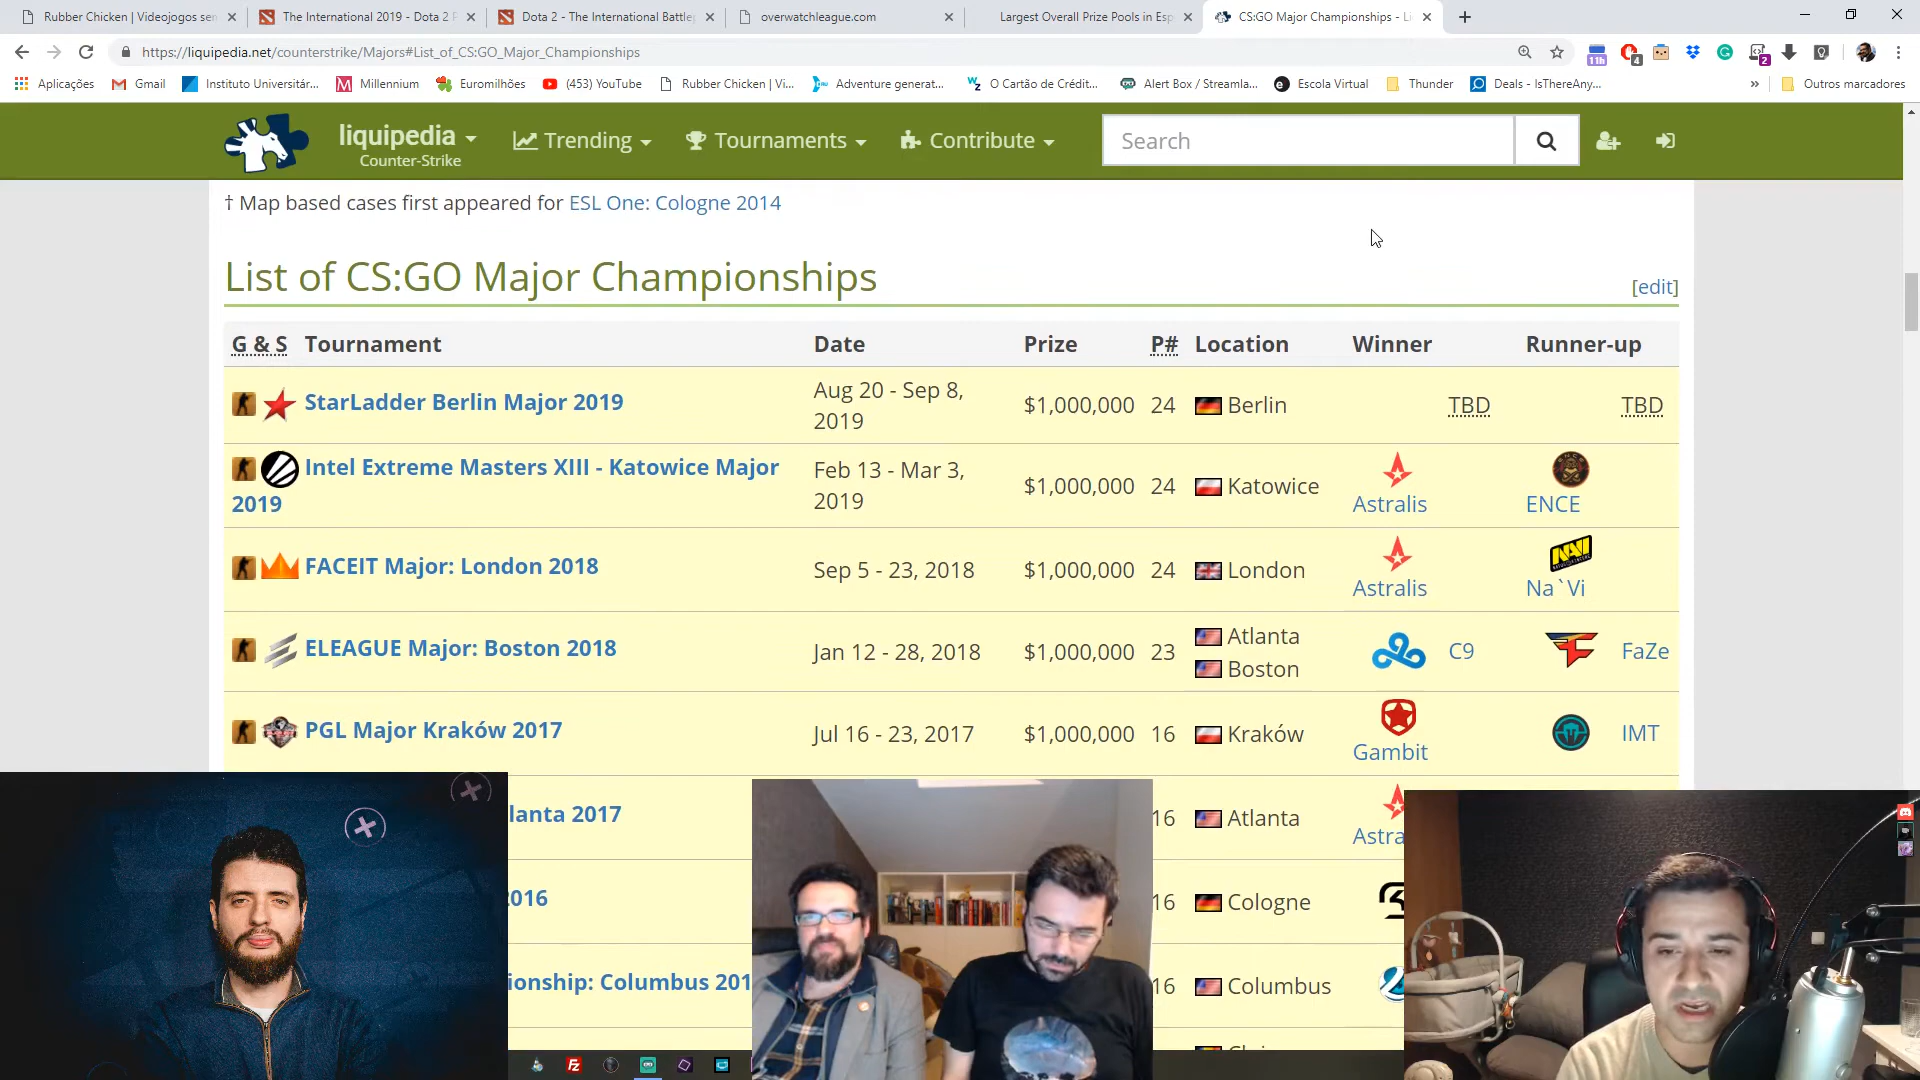 Rubber Chicken | Videojogos sen
The International 2019 - Dota 2 P
Dota 2 - The International Battle
overwatchleague.com
Largest Overall Prize Pools in Esp
CS:GO Major Championships - Li
https://liquipedia.net/counterstrike/Majors#List_of_CS:GO_Major_Championships
11h
4
2
Aplicações
Gmail
Instituto Universitár...
Millennium
Euromilhões
(453) YouTube
Rubber Chicken | Vi...
Adventure generat...
O Cartão de Crédit...
Alert Box / Streamla...
Escola Virtual
Thunder
Deals - IsThereAny...
»
Outros marcadores
liquipedia
Counter-Strike
Trending
Tournaments
Contribute
Search
† Map based cases first appeared for ESL One: Cologne 2014
List of CS:GO Major Championships
[edit]
G & S Tournament Date Prize P# Location Winner Runner-up
StarLadder Berlin Major 2019
Aug 20 - Sep 8,
2019
$1,000,000 24 Berlin TBD TBD
Intel Extreme Masters XIII - Katowice Major
2019
Feb 13 - Mar 3,
2019
$1,000,000 24 Katowice
Astralis
ENCE
FACEIT Major: London 2018
Sep 5 - 23, 2018 $1,000,000 24 London
Astralis
NAVI
Na`Vi
ELEAGUE Major: Boston 2018
Jan 12 - 28, 2018 $1,000,000 23
Atlanta
Boston
C9 FaZe
PGL Major Kraków 2017
Jul 16 - 23, 2017 $1,000,000 16 Kraków
Gambit
IMT
lanta 2017
16 Atlanta
Astra
2016
16 Cologne
ionship: Columbus 201
16 Columbus